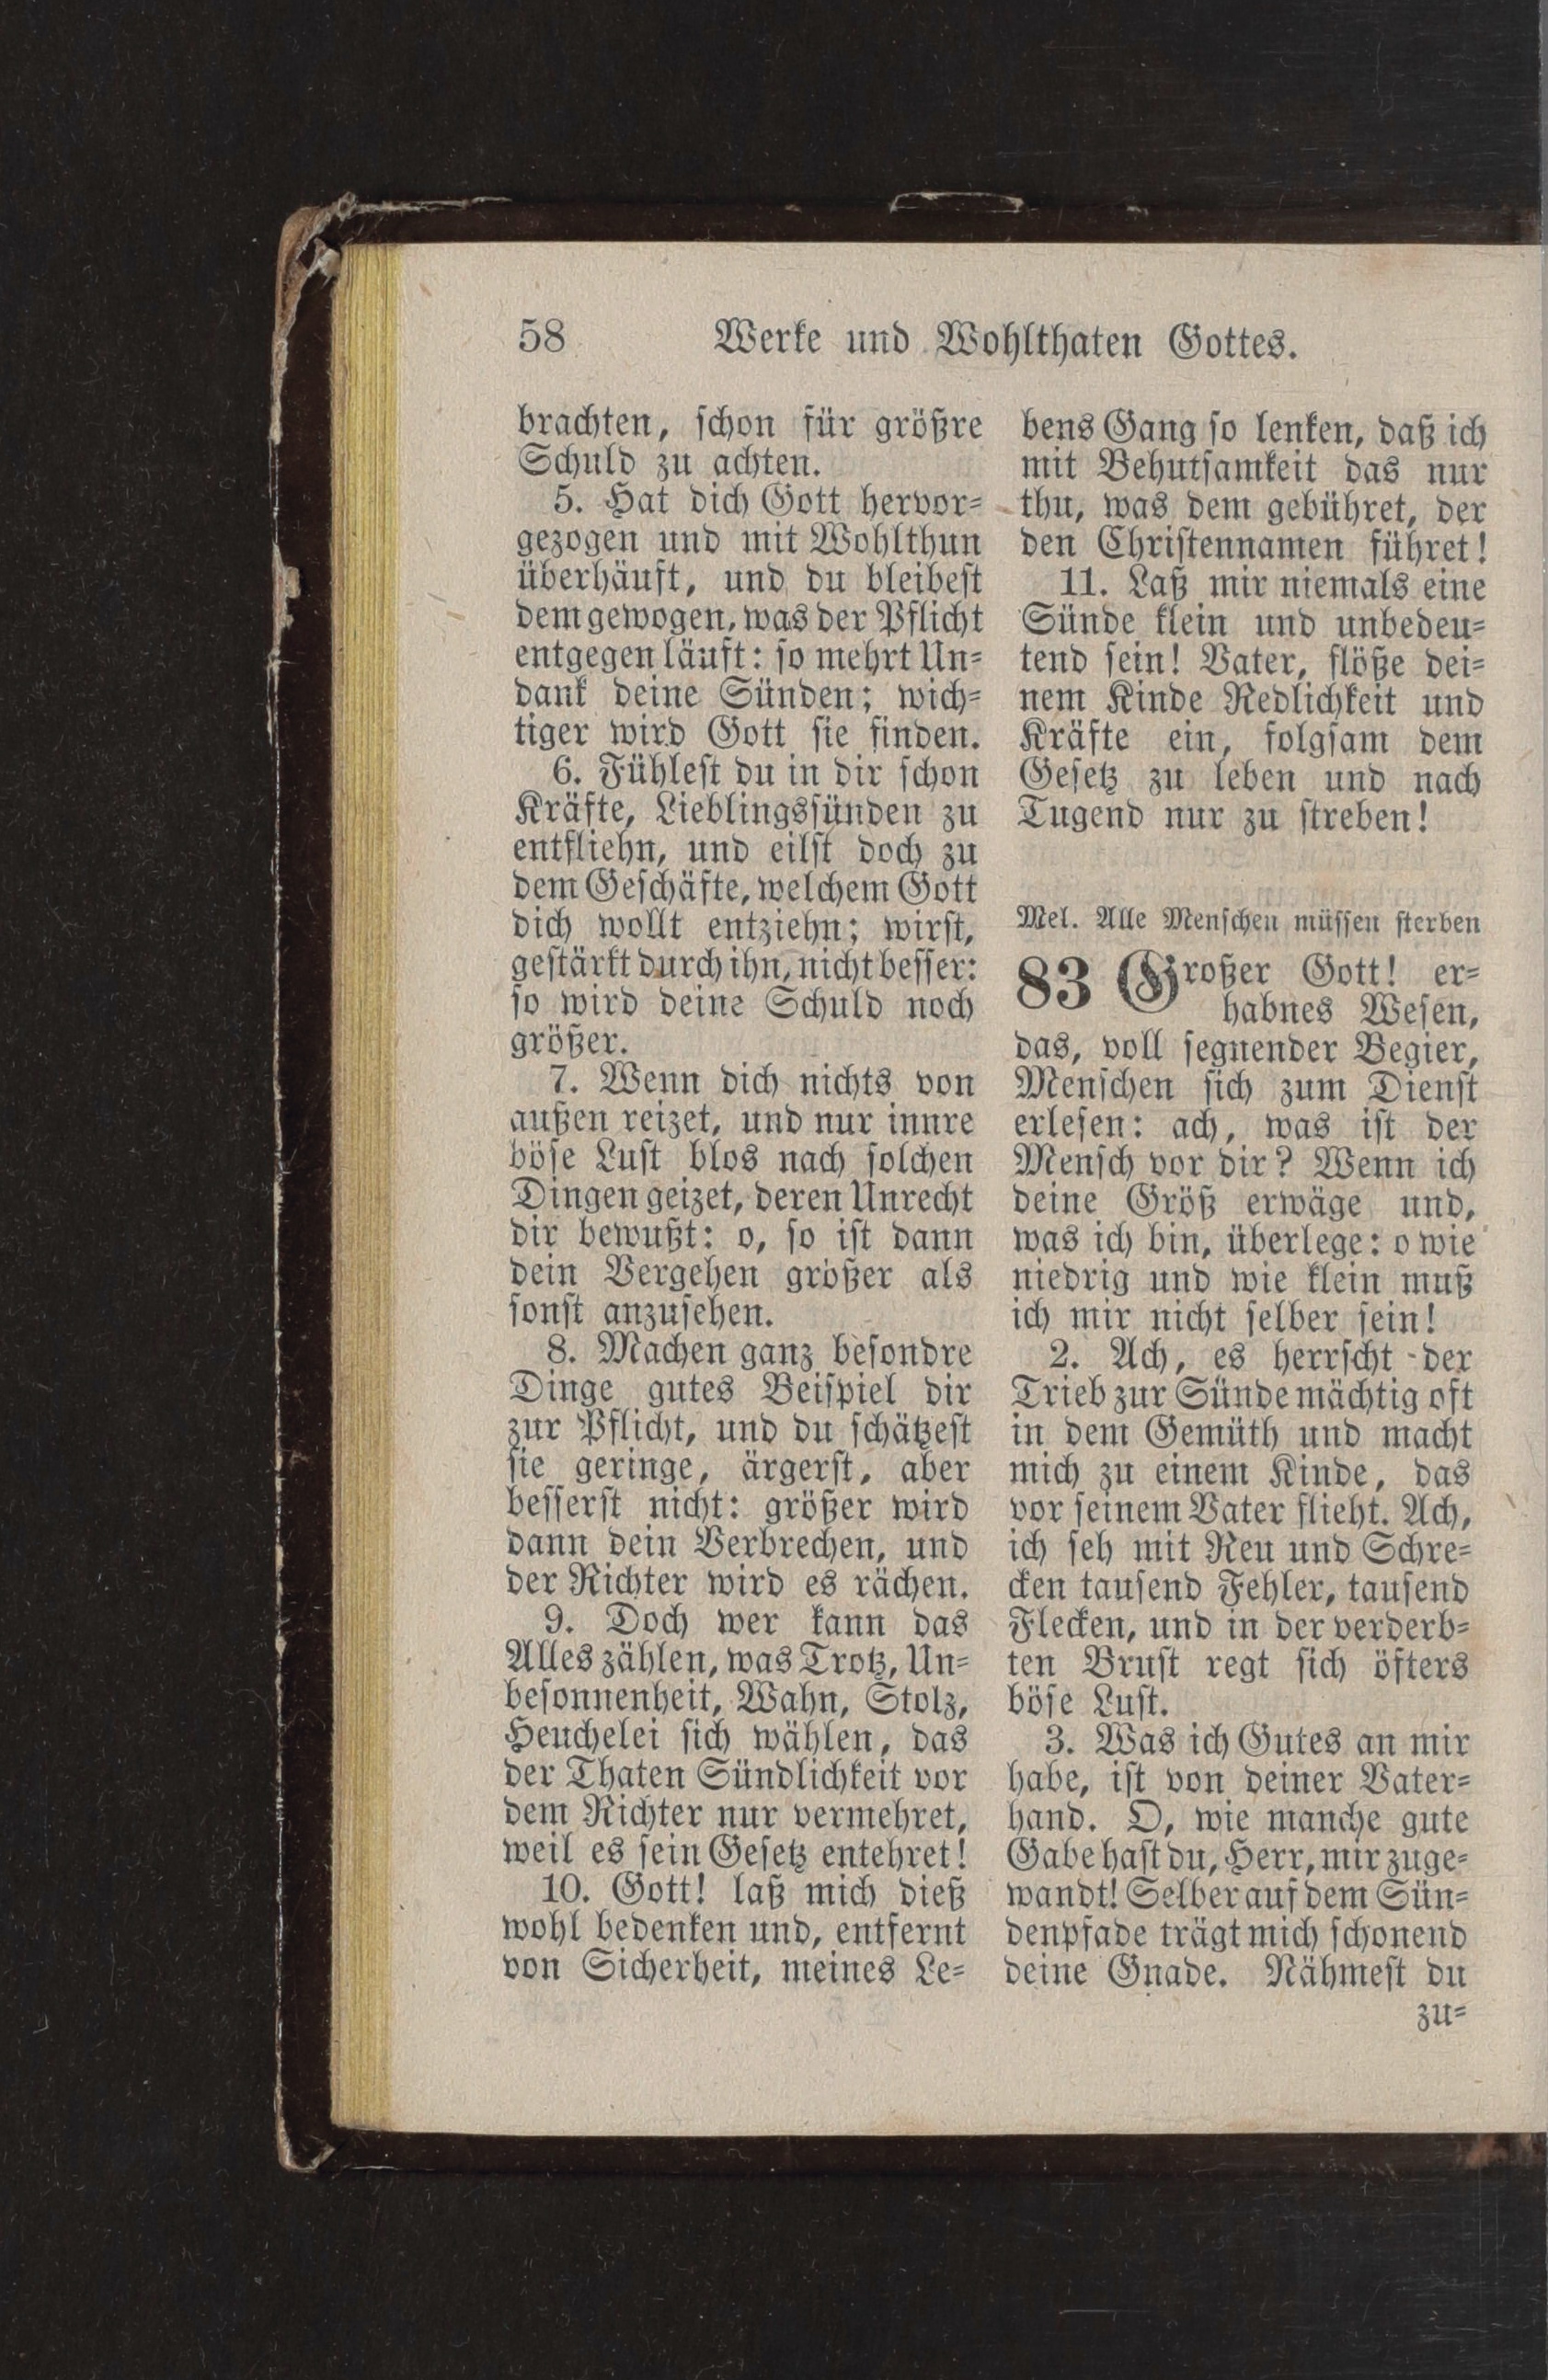 58 Werke und Wohlthaten Gottes.
brachten, ſchon für größre
Schuld zu achten.
5. Hat dich Gott hervor⸗
gezogen und mit Wohlthun
überhäuft, und du bleibeſt
dem gewogen, was der Pflicht
entgegen läuft: ſo mehrt Un⸗
dank deine Sünden; wich⸗
tiger wird Gott ſie finden.
6. Fühleſt du in dir ſchon
Kräfte, Lieblingsſünden zu
entfliehn, und eilſt doch zu
dem Geſchäfte, welchem Gott
dich wollt entziehn; wirſt,
geſtärkt durch ihn, nicht beſſer:
ſo wird deine Schuld noch
größer.
7. Wenn dich nichts von
außen reizet, und nur innre
böſe Luſt blos nach ſolchen
Dingen geizet, deren Unrecht
dir bewußt: o, ſo iſt dann
dein Vergehen größer als
ſonſt anzuſehen.
8. Machen ganz beſondre
Dinge gutes Beiſpiel dir
zur Pflicht, und du ſchätzeſt
ſie geringe, ärgerſt, aber
beſſerſt nicht: größer wird
dann dein Verbrechen, und
der Richter wird es rächen.
9. Doch wer kann das
Alles zählen, was Trotz, Un⸗
beſonnenheit, Wahn, Stolz,
Heuchelei ſich wählen, das
der Thaten Sündlichkeit vor
dem Richter nur vermehret,
weil es ſein Geſetz entehret!
10. Gott! laß mich dieß
wohl bedenken und, entfernt
von Sicherheit, meines Le⸗
bens Gang ſo lenken, daß ich
mit Behutſamkeit das nur
thu, was dem gebühret, der
den Chriſtennamen führet!
11. Laß mir niemals eine
Sünde klein und unbedeu⸗
tend ſein! Vater, flöße dei⸗
nem Kinde Redlichkeit und
Kräfte ein, folgſam dem
Geſetz zu leben und nach
Tugend nur zu ſtreben!
Mel. Alle Menſchen müſſen ſterben
83 Großer Gott! er⸗
habnes Weſen,
das, voll ſegnender Begier,
Menſchen ſich zum Dienſt
erleſen: ach, was iſt der
Menſch vor dir? Wenn ich
deine Größ erwäge und,
was ich bin, überlege: o wie
niedrig und wie klein muß
ich mir nicht ſelber ſein!
2. Ach, es herrſcht der
Trieb zur Sünde mächtig oft
in dem Gemüth und macht
mich zu einem Kinde, das
vor ſeinem Vater flieht. Ach,
ich ſeh mit Reu und Schre⸗
cken tauſend Fehler, tauſend
Flecken, und in der verderb⸗
ten Bruſt regt ſich öfters
böſe Luſt.
3. Was ich Gutes an mir
habe, iſt von deiner Vater⸗
hand. O, wie manche gute
Gabe haſt du, Herr, mir zuge⸗
wandt! Selber auf dem Sün⸗
denpfade trägt mich ſchonend
deine Gnade. Nähmeſt du
zu⸗